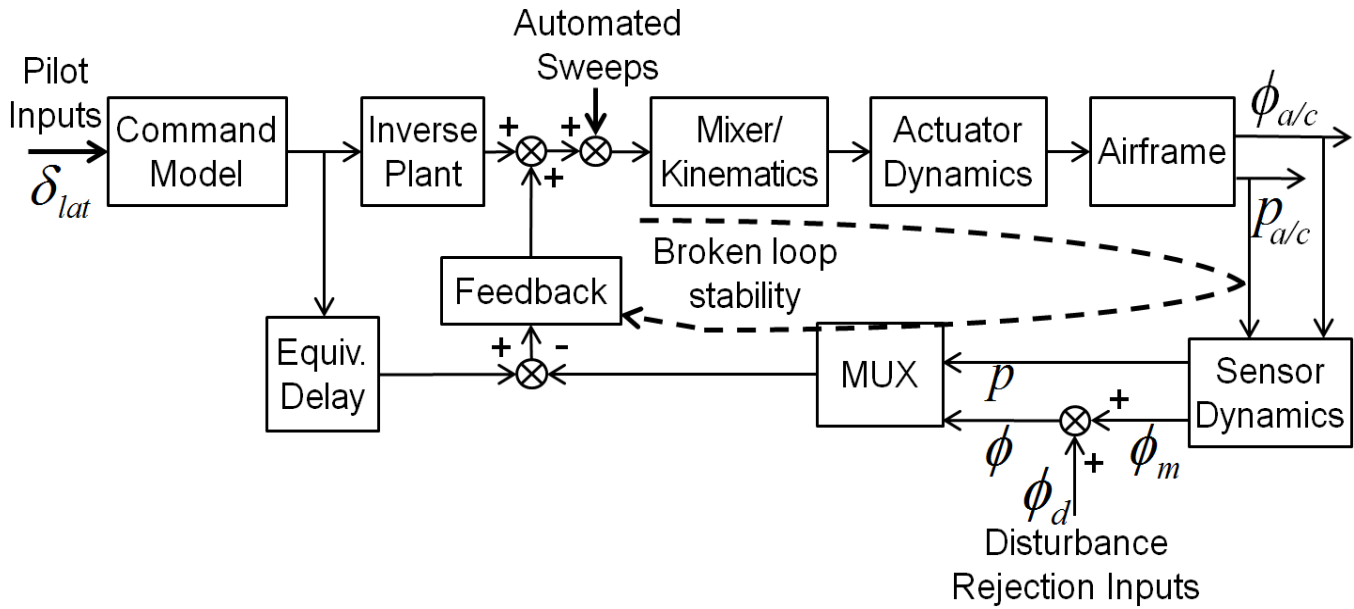 Automated
Sweeps
Pilot
Inputs
δlat
Command
Model
Inverse
Plant
+
+
+
Mixer/
Kinematics
Actuator
Dynamics
Airframe
ϕa/c
pa/c
Broken loop
stability
Feedback
+
-
Equiv.
Delay
MUX
p
ϕ
+
ϕm
+
ϕd
Sensor
Dynamics
Disturbance
Rejection Inputs